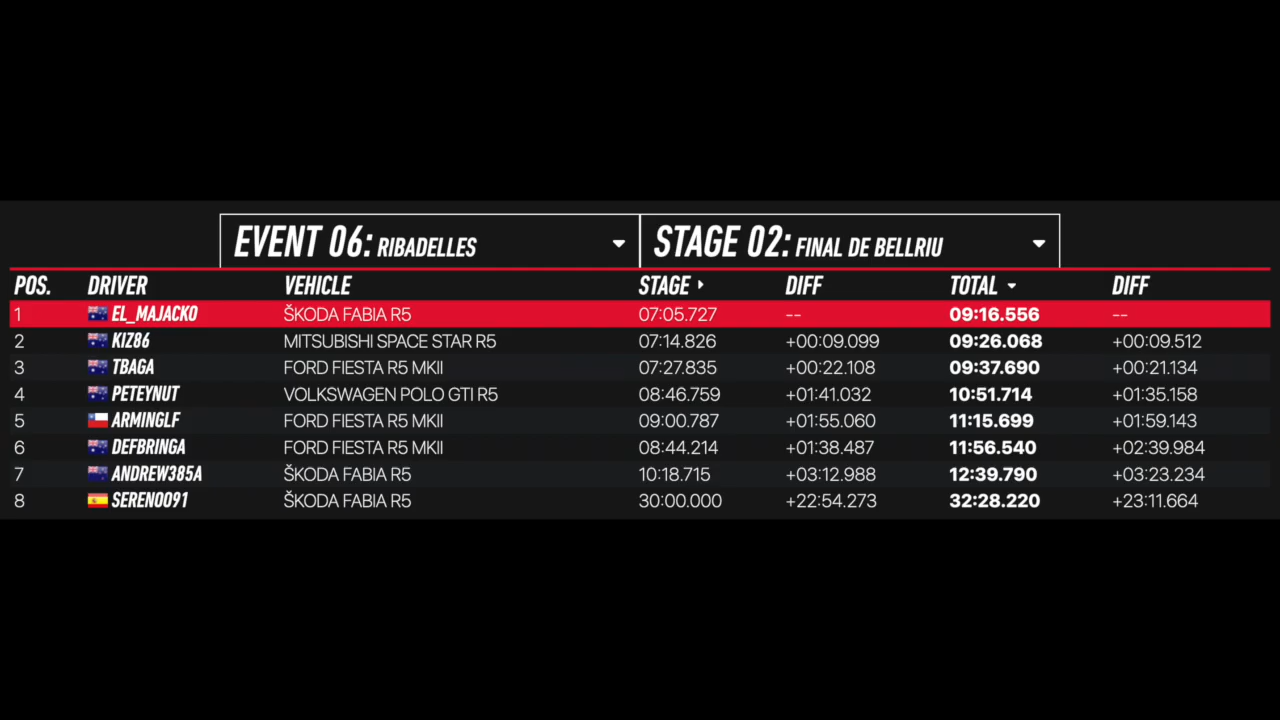 EVENT 06: RIBADELLES STAGE 02: FINAL DE BELLRIU
POS. DRIVER VEHICLE STAGE DIFF TOTAL DIFF
1 EL_MAJACKO ŠKODA FABIA R5 07:05.727 -- 09:16.556 --
2 KIZ86 MITSUBISHI SPACE STAR R5 07:14.826 +00:09.099 09:26.068 +00:09.512
3 TBAGA FORD FIESTA R5 MKII 07:27.835 +00:22.108 09:37.690 +00:21.134
4 PETEYNUT VOLKSWAGEN POLO GTI R5 08:46.759 +01:41.032 10:51.714 +01:35.158
5 ARMINGLF FORD FIESTA R5 MKII 09:00.787 +01:55.060 11:15.699 +01:59.143
6 DEFBRINGA FORD FIESTA R5 MKII 08:44.214 +01:38.487 11:56.540 +02:39.984
7 ANDREW385A ŠKODA FABIA R5 10:18.715 +03:12.988 12:39.790 +03:23.234
8 SERENO091 ŠKODA FABIA R5 30:00.000 +22:54.273 32:28.220 +23:11.664